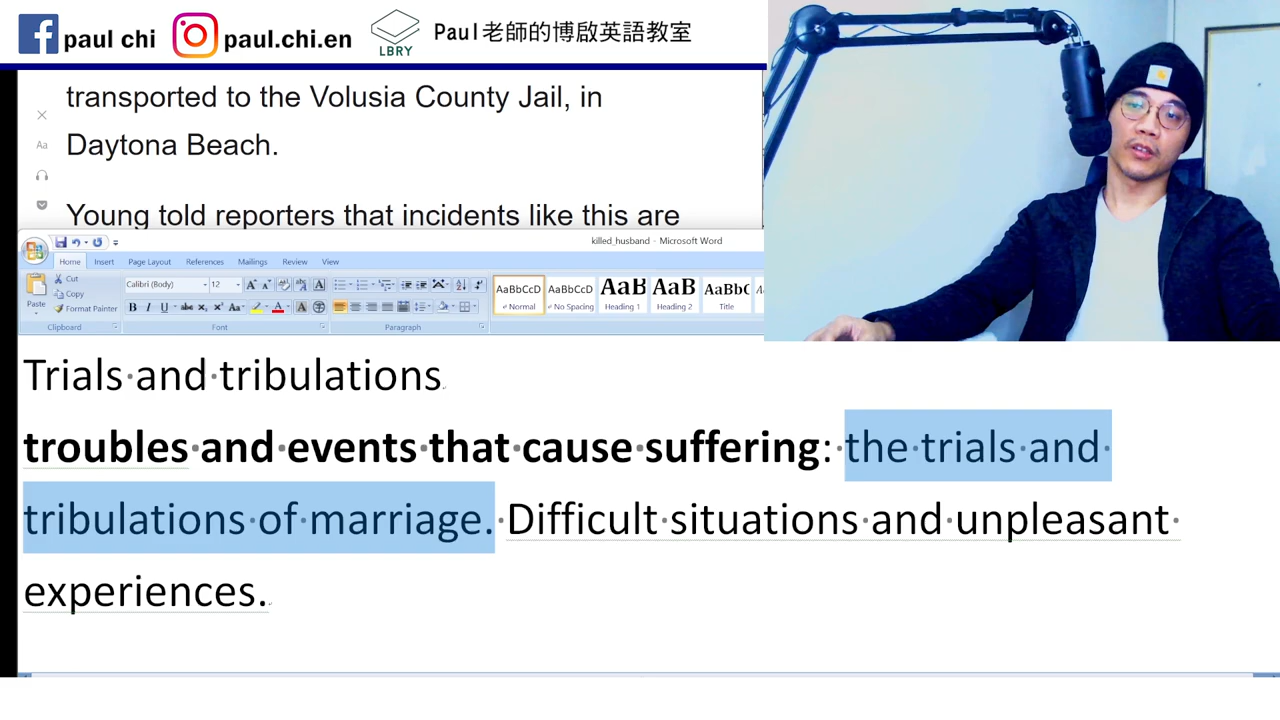 paul chi paul.chi.en LBRY Paul老師的博啟英語教室
transported to the Volusia County Jail, in
Aa
Daytona Beach.
Young told reporters that incidents like this are
killed_husband - Microsoft Word
Home Insert Page Layout References Mailings Review View
Cut
Copy
Format Painter
Paste
Calibri (Body) 12
AaBbCcD AaBbCcD AaBb AaB AaBbC
Normal No Spacing Heading 1 Heading 2 Title
Clipboard Font Paragraph
Trials and tribulations
troubles and events that cause suffering: the trials and
tribulations of marriage. Difficult situations and unpleasant
experiences.